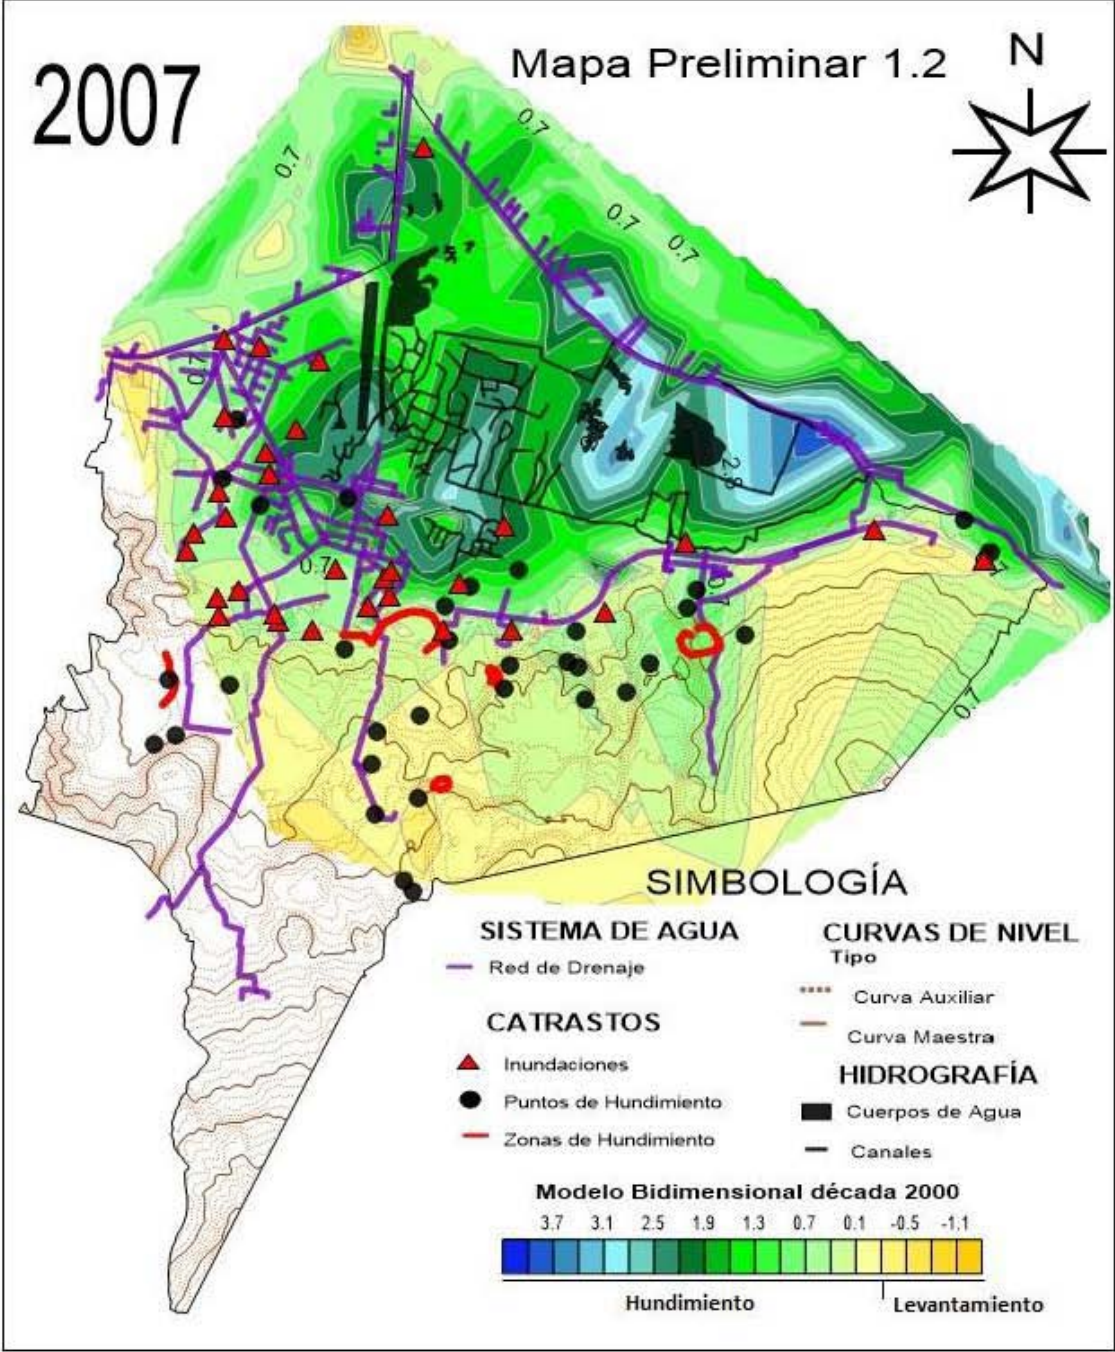 2007
Mapa Preliminar 1.2
N
0.7
0.7
0.7
0.7
0.7
2.8
0.7
0.7
0.7
SIMBOLOGÍA
SISTEMA DE AGUA
Red de Drenaje
CATRASTOS
Inundaciones
Puntos de Hundimiento
Zonas de Hundimiento
CURVAS DE NIVEL
Tipo
Curva Auxiliar
Curva Maestra
HIDROGRAFÍA
Cuerpos de Agua
Canales
Modelo Bidimensional década 2000
3.7 3.1 2.5 1.9 1.3 0.7 0.1 -0.5 -1.1
Hundimiento Levantamiento